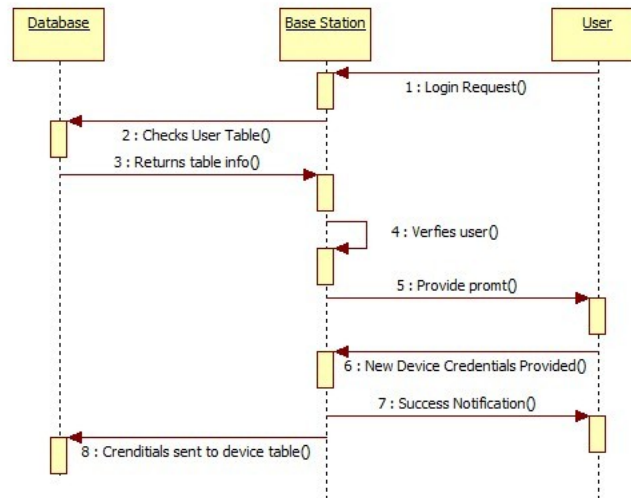 Database
Base Station
User
1 : Login Request()
2 : Checks User Table()
3 : Returns table info()
4 : Verfies user()
5 : Provide promt()
6 : New Device Credentials Provided()
7 : Success Notification()
8 : Crenditials sent to device table()